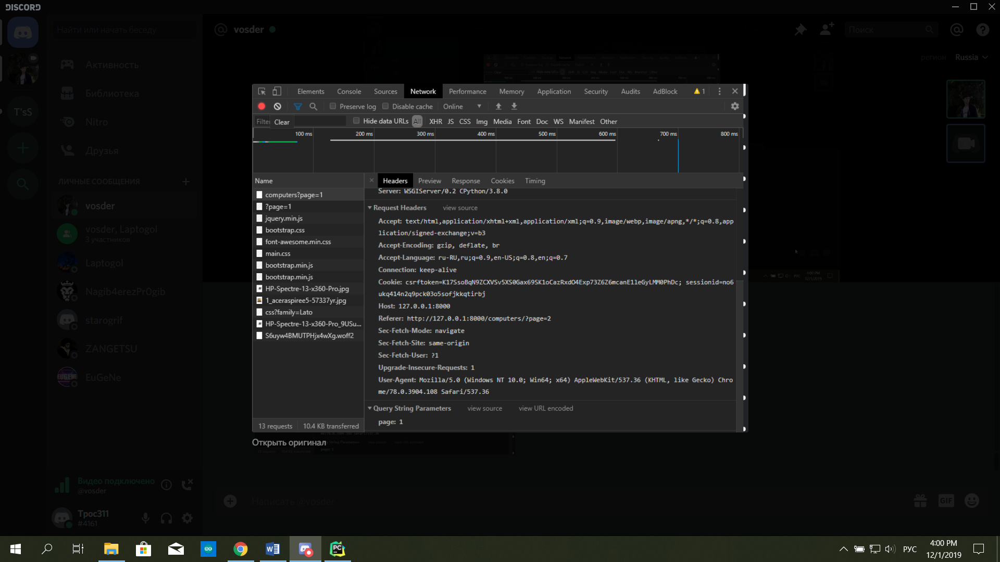 DISCORD
Найти или начать беседу
vosder
Поиск
регион Russia
Активность
Библиотека
T'sS
Nitro
Друзья
ЛИЧНЫЕ СООБЩЕНИЯ
vosder
vosder, Laptogol
3 участников
Laptogol
Nagib4erezPr0gib
starogrif
ZANGETSU
EuGeNe
Видео подключено
@vosder
Трос311
#4161
Elements Console Sources Network Performance Memory Application Security Audits AdBlock 1
Preserve log Disable cache Online
Filter Clear Hide data URLs All XHR JS CSS Img Media Font Doc WS Manifest Other
100 ms 200 ms 300 ms 400 ms 500 ms 600 ms 700 ms 800 ms
Name
computers?page=1
?page=1
jquery.min.js
bootstrap.css
font-awesome.min.css
main.css
bootstrap.min.js
bootstrap.min.js
HP-Spectre-13-x360-Pro.jpg
1_aceraspiree5-57337yr.jpg
css?family=Lato
HP-Spectre-13-x360-Pro_9USu...
S6uyw4BMUTPHjx4wXg.woff2
13 requests 10.4 KB transferred
Headers Preview Response Cookies Timing
Server: WSGIServer/0.2 CPython/3.8.0
Request Headers view source
Accept: text/html,application/xhtml+xml,application/xml;q=0.9,image/webp,image/apng,*/*;q=0.8,app
lication/signed-exchange;v=b3
Accept-Encoding: gzip, deflate, br
Accept-Language: ru-RU,ru;q=0.9,en-US;q=0.8,en;q=0.7
Connection: keep-alive
Cookie: csrftoken=K17SsoBqN9ZCXVSv5XS0Gax69SK1oCazRxdO4Exp73Z6Z6mcanE1leGyLMM0PhDc; sessionid=no6
ukq414n2q9pck03o5sofjkkqtirbj
Host: 127.0.0.1:8000
Referer: http://127.0.0.1:8000/computers/?page=2
Sec-Fetch-Mode: navigate
Sec-Fetch-Site: same-origin
Sec-Fetch-User: ?1
Upgrade-Insecure-Requests: 1
User-Agent: Mozilla/5.0 (Windows NT 10.0; Win64; x64) AppleWebKit/537.36 (KHTML, like Gecko) Chro
me/78.0.3904.108 Safari/537.36
Query String Parameters view source view URL encoded
page: 1
Открыть оригинал
Написать @vosder
GIF
РУС
4:00 PM
12/1/2019